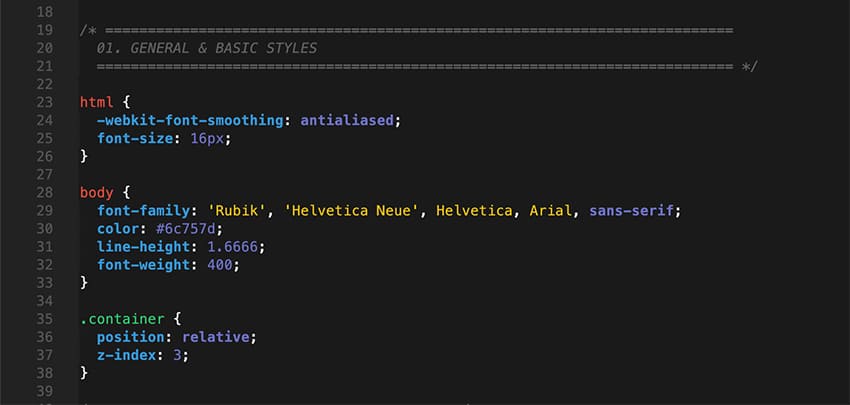 18
19 /* ==========================================================================
20   01. GENERAL & BASIC STYLES
21   ========================================================================== */
22
23 html {
24   -webkit-font-smoothing: antialiased;
25   font-size: 16px;
26 }
27
28 body {
29   font-family: 'Rubik', 'Helvetica Neue', Helvetica, Arial, sans-serif;
30   color: #6c757d;
31   line-height: 1.6666;
32   font-weight: 400;
33 }
34
35 .container {
36   position: relative;
37   z-index: 3;
38 }
39